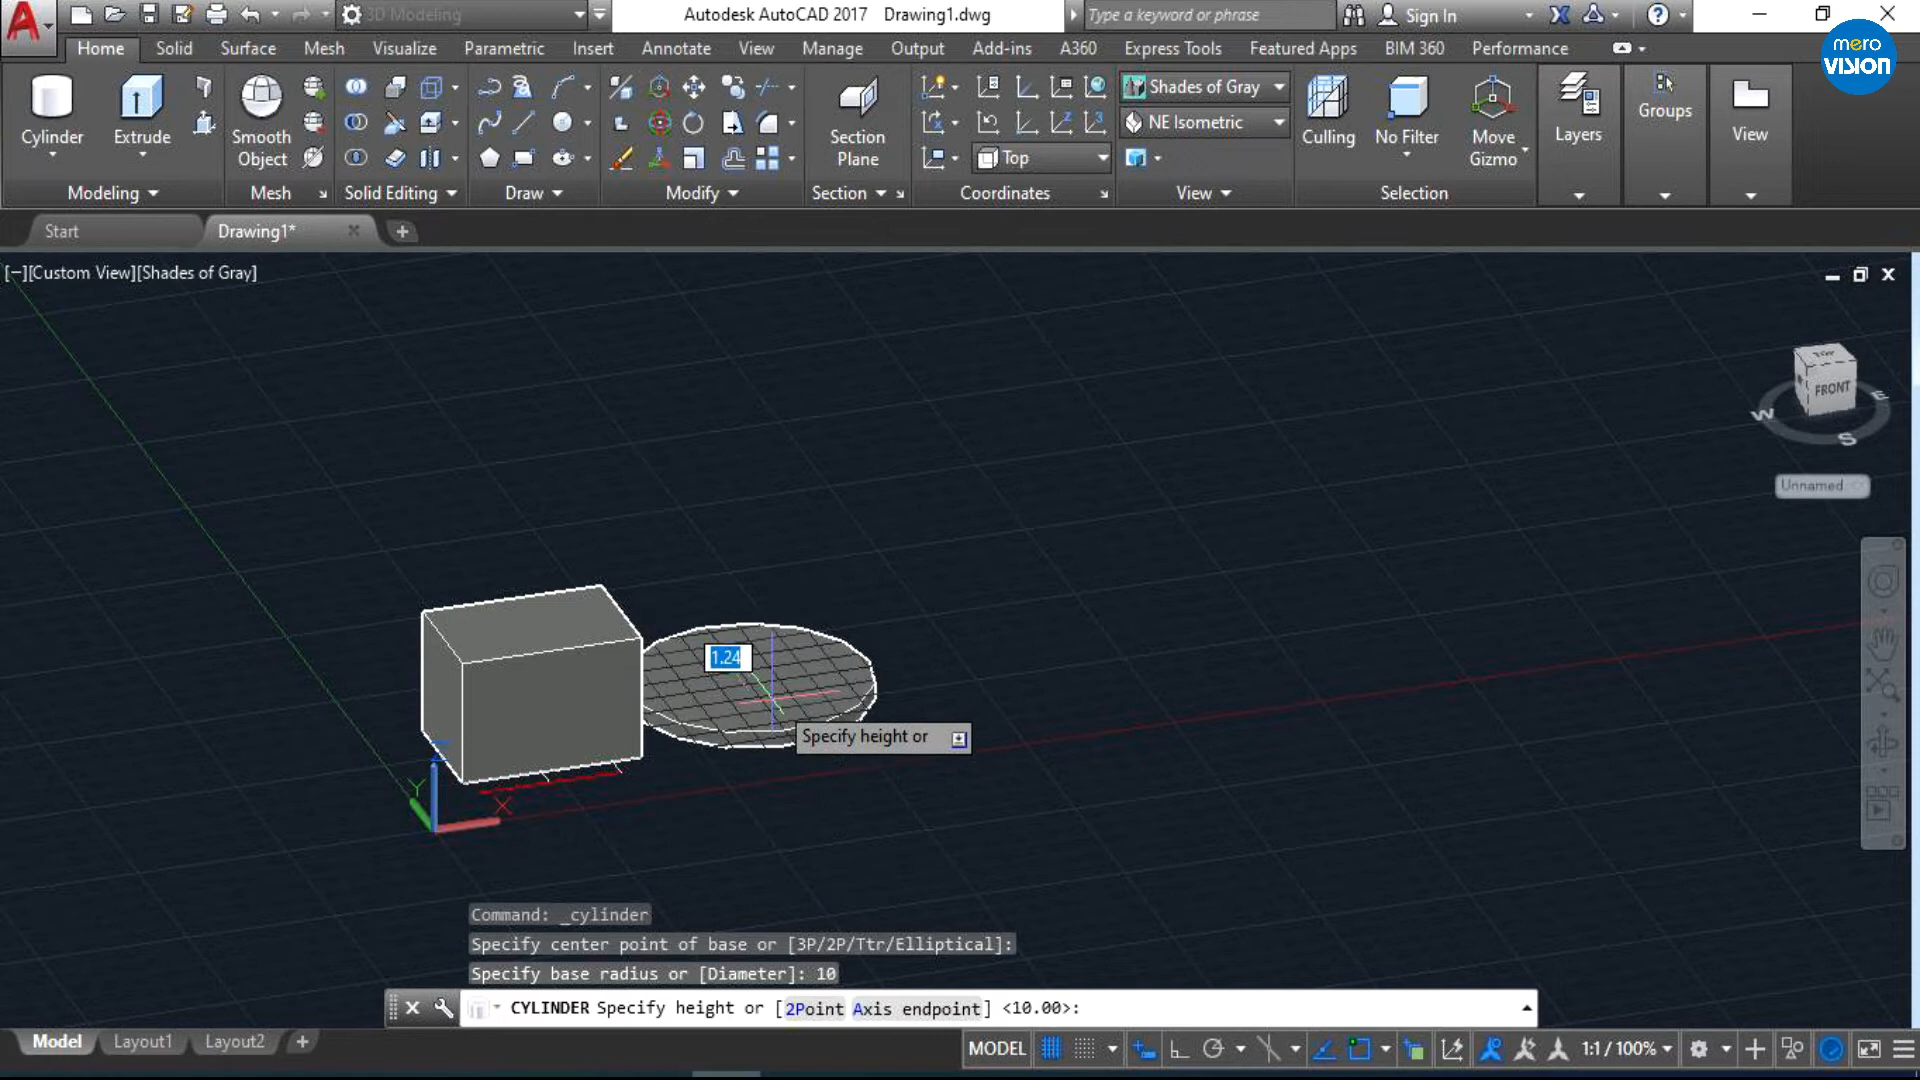 3D Modeling
Autodesk AutoCAD 2017 Drawing1.dwg
Type a keyword or phrase
Sign In
mero
VISION
Home Solid Surface Mesh Visualize Parametric Insert Annotate View Manage Output Add-ins A360 Express Tools Featured Apps BIM 360 Performance
Cylinder
Extrude
Smooth
Object
Section
Plane
Shades of Gray
NE Isometric
Top
Culling
No Filter
Move
Gizmo
Layers
Groups
View
Modeling Mesh Solid Editing Draw Modify Section Coordinates View Selection
Start Drawing1*
[−][Custom View][Shades of Gray]
TOP
FRONT
W
S
E
Unnamed
1.24
Specify height or
Y
X
Command: _cylinder
Specify center point of base or [3P/2P/Ttr/Elliptical]:
Specify base radius or [Diameter]: 10
CYLINDER Specify height or [2Point Axis endpoint] <10.00>:
Model Layout1 Layout2
MODEL
1:1 / 100%